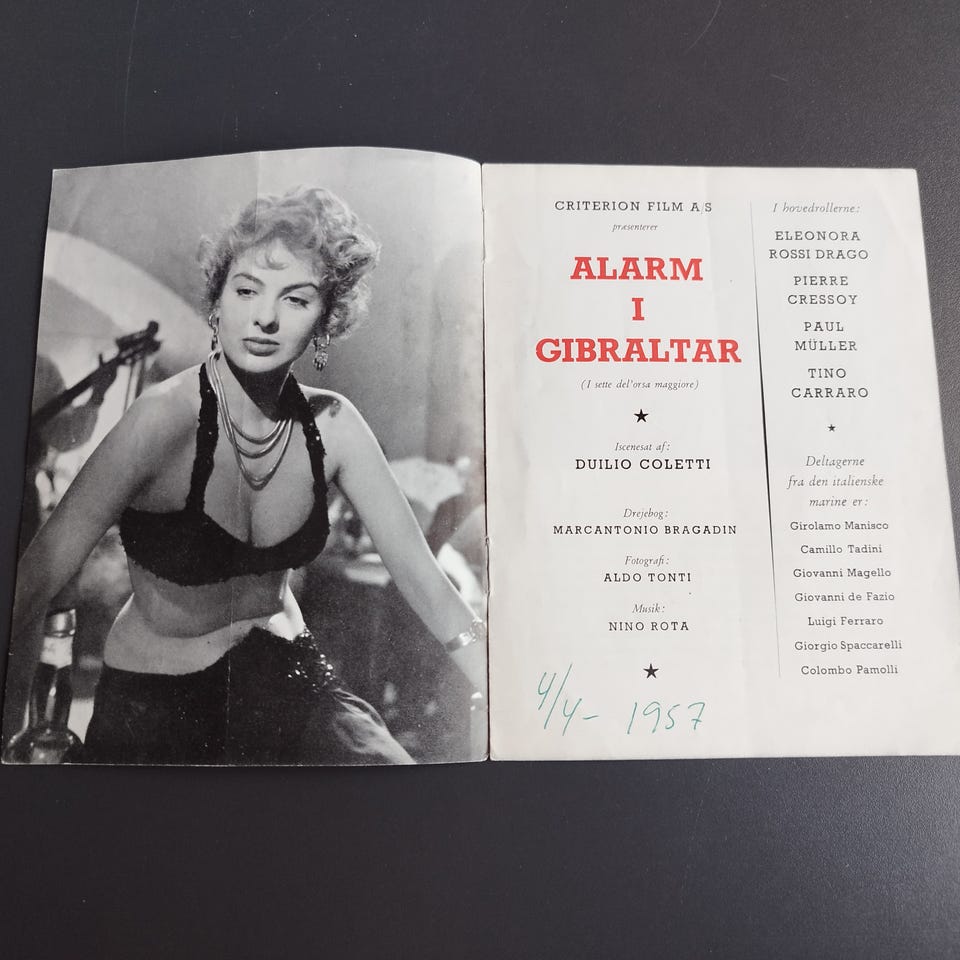 CRITERION FILM A/S
præsenterer
ALARM
I
GIBRALTAR
(I sette del'orsa maggiore)
Iscenesat af:
DUILIO COLETTI
Drejebog:
MARCANTONIO BRAGADIN
Fotografi:
ALDO TONTI
Musik:
NINO ROTA
4/4- 1957
I hovedrollerne:
ELEONORA
ROSSI DRAGO
PIERRE
CRESSOY
PAUL
MÜLLER
TINO
CARRARO
Deltagerne
fra den italienske
marine er:
Girolamo Manisco
Camillo Tadini
Giovanni Magello
Giovanni de Fazio
Luigi Ferraro
Giorgio Spaccarelli
Colombo Pamolli